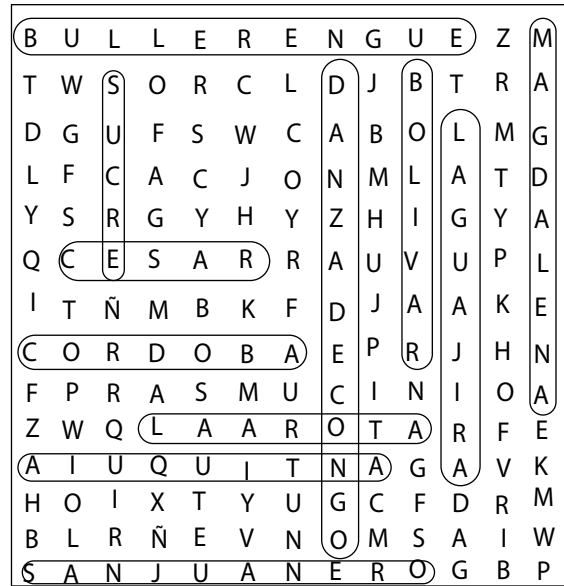 B U L L E R E N G U E Z M
T W S O R C L D J B T R A
D G U F S W C A B O L M G
L F C A C J O N M L A T D
Y S R G Y H Y Z H I G Y A
Q C E S A R R A U V U P L
I T Ñ M B K F D J A A K E
C O R D O B A E P R J H N
F P R A S M U C I N I O A
Z W Q L A A R O T A R F E
A I U Q U I T N A G A V K
H O I X T Y U G C F D R M
B L R Ñ E V N O M S A I W
S A N J U A N E R O G B P